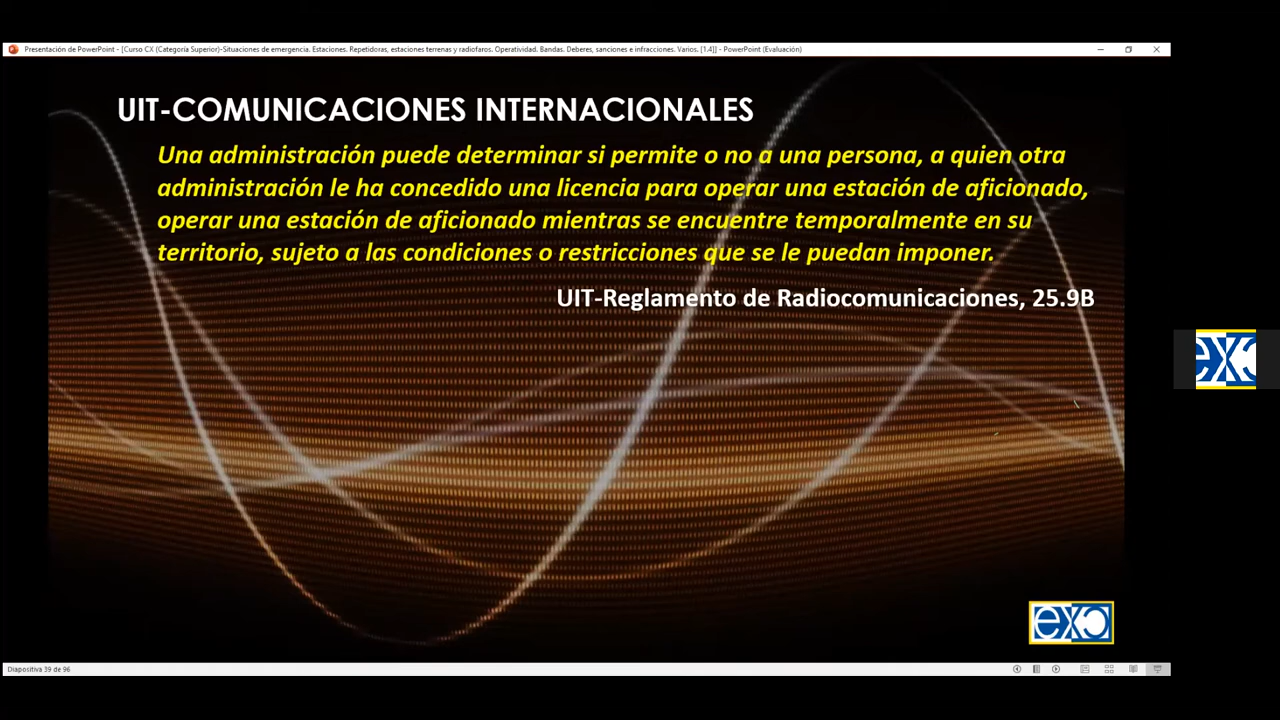 Presentación de PowerPoint - [Curso CX (Categoría Superior)-Situaciones de emergencia. Estaciones. Repetidoras, estaciones terrenas y radiofaros. Operatividad. Bandas. Deberes, sanciones e infracciones. Varios. [1.4]] - PowerPoint (Evaluación)
UIT-COMUNICACIONES INTERNACIONALES
Una administración puede determinar si permite o no a una persona, a quien otra
administración le ha concedido una licencia para operar una estación de aficionado,
operar una estación de aficionado mientras se encuentre temporalmente en su
territorio, sujeto a las condiciones o restricciones que se le puedan imponer.
UIT-Reglamento de Radiocomunicaciones, 25.9B
exc
exc
Diapositiva 39 de 96